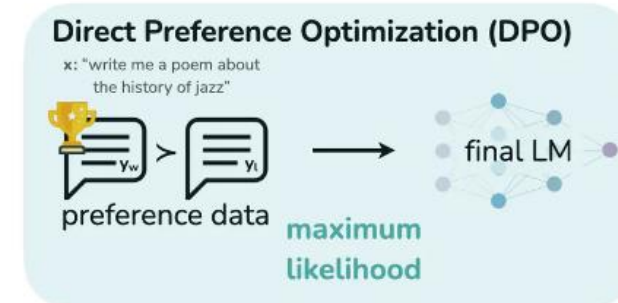 Direct Preference Optimization (DPO)
x: "write me a poem about
the history of jazz"
yw > yl
preference data
final LM
maximum
likelihood